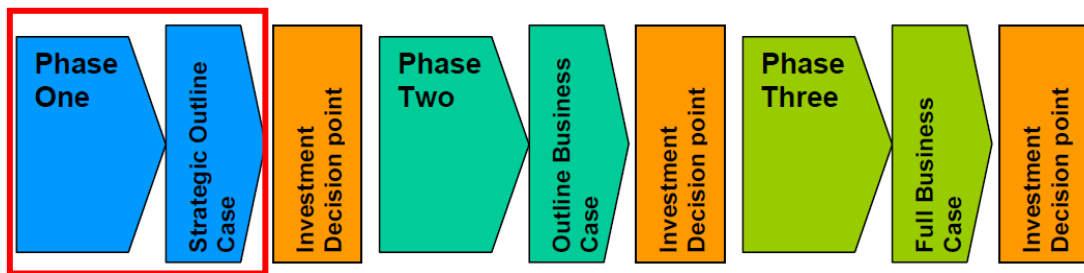 Phase
One
Strategic Outline
Case
Investment
Decision point
Phase
Two
Outline Business
Case
Investment
Decision point
Phase
Three
Full Business
Case
Investment
Decision point